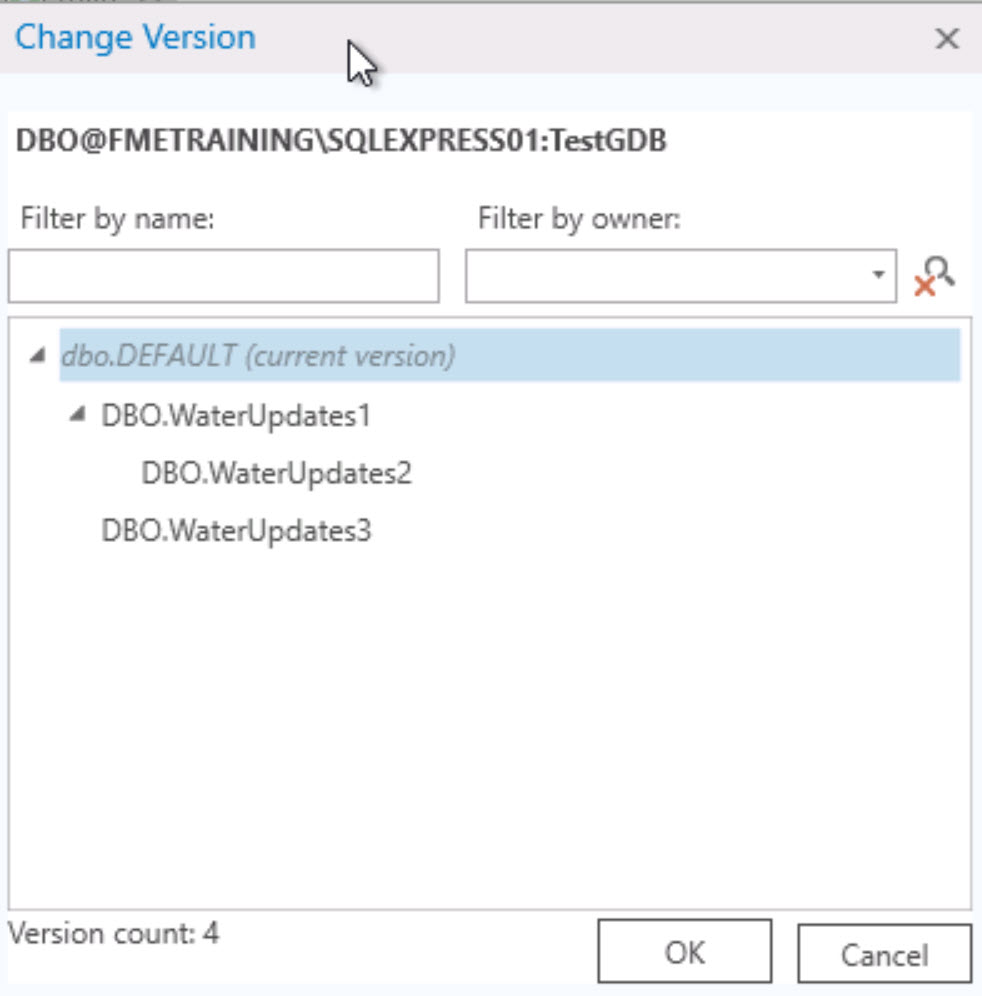 Change Version
DBO@FMETRAINING\SQLEXPRESS01:TestGDB
Filter by name: Filter by owner:
dbo.DEFAULT (current version)
DBO.WaterUpdates1
DBO.WaterUpdates2
DBO.WaterUpdates3
Version count: 4
OK Cancel